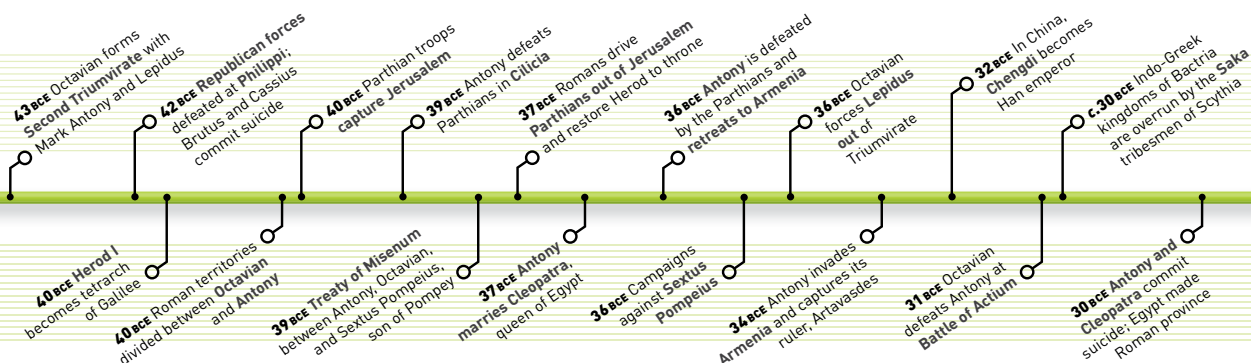 43 BCE Octavian forms
Second Triumvirate with
Mark Antony and Lepidus
42 BCE Republican forces
defeated at Philippi;
Brutus and Cassius
commit suicide
40 BCE Parthian troops
capture Jerusalem
39 BCE Antony defeats
Parthians in Cilicia
37 BCE Romans drive
Parthians out of Jerusalem
and restore Herod to throne
36 BCE Antony is defeated
by the Parthians and
retreats to Armenia
36 BCE Octavian
forces Lepidus
out of
Triumvirate
32 BCE In China,
Chengdi becomes
Han emperor
c.30 BCE Indo-Greek
kingdoms of Bactria
are overrun by the Saka
tribesmen of Scythia
40 BCE Herod I
becomes tetrarch
of Galilee
40 BCE Roman territories
divided between Octavian
and Antony
39 BCE Treaty of Misenum
between Antony, Octavian,
and Sextus Pompeius,
son of Pompey
37 BCE Antony
marries Cleopatra,
queen of Egypt
36 BCE Campaigns
against Sextus
Pompeius
34 BCE Antony invades
Armenia and captures its
ruler, Artavasdes
31 BCE Octavian
defeats Antony at
Battle of Actium
30 BCE Antony and
Cleopatra commit
suicide; Egypt made
Roman province